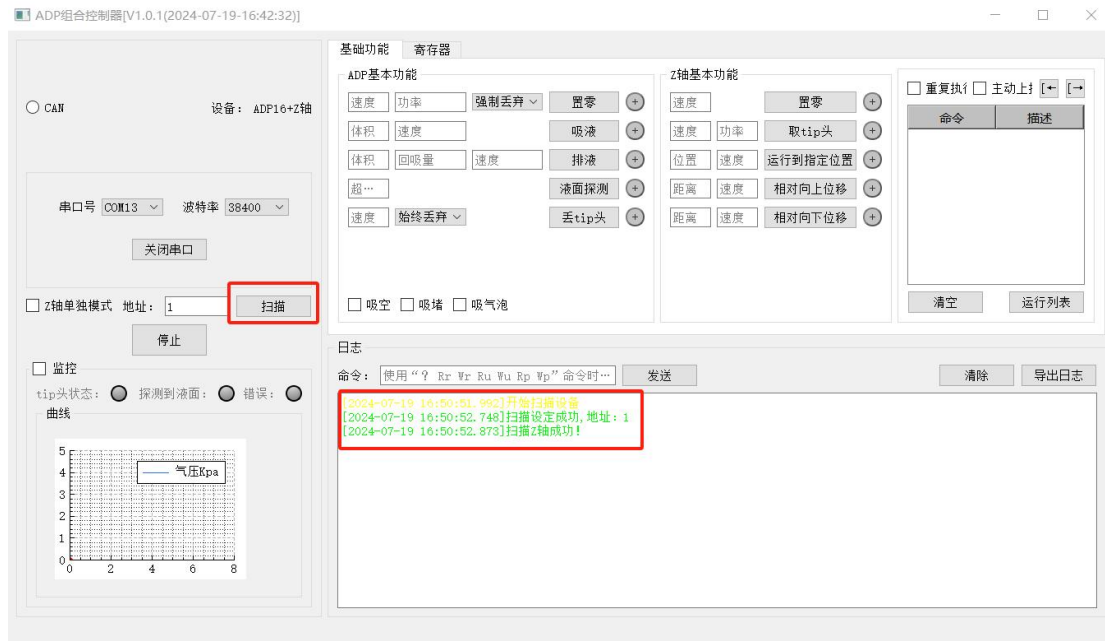 ADP组合控制器[V1.0.1(2024-07-19-16:42:32)]
CAN 设备: ADP16+Z轴
串口号 COM13 波特率 38400
关闭串口
Z轴单独模式 地址: 1 扫描
停止
监控
tip头状态: 探测到液面: 错误:
曲线
气压Kpa
5
4
3
2
1
0
0 2 4 6 8
基础功能 寄存器
ADP基本功能
速度 功率 强制丢弃 置零 +
体积 速度 吸液 +
体积 回吸量 速度 排液 +
超… 液面探测 +
速度 始终丢弃 丢tip头 +
吸空 吸堵 吸气泡
Z轴基本功能
速度 置零 +
速度 功率 取tip头 +
位置 速度 运行到指定位置 +
距离 速度 相对向上位移 +
距离 速度 相对向下位移 +
重复执行 主动上 [← [→
命令 描述
清空 运行列表
日志
命令: 使用“? Rr Wr Ru Wu Rp Wp”命令时… 发送 清除 导出日志
[2024-07-19 16:50:51.992]开始扫描设备
[2024-07-19 16:50:52.748]扫描设定成功,地址: 1
[2024-07-19 16:50:52.873]扫描Z轴成功!